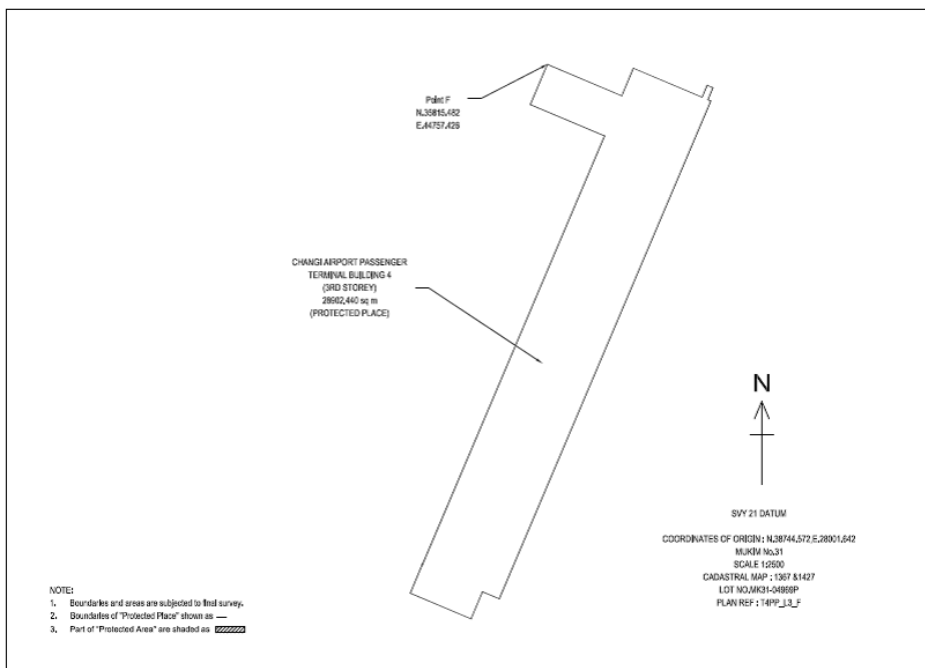 Point F
N.35815.482
E.44757.426
CHANGI AIRPORT PASSENGER
TERMINAL BUILDING 4
(3RD STOREY)
28602.440 sq m
(PROTECTED PLACE)
N
SVY 21 DATUM
COORDINATES OF ORIGIN : N.38744.572,E.28001.642
MUKIM No.31
SCALE 1:2500
CADASTRAL MAP : 1367 &1427
LOT NO.MK31-04969P
PLAN REF : T4PP_L3_F
NOTE:
1. Boundaries and areas are subjected to final survey.
2. Boundaries of "Protected Place" shown as
3. Part of "Protected Area" are shaded as